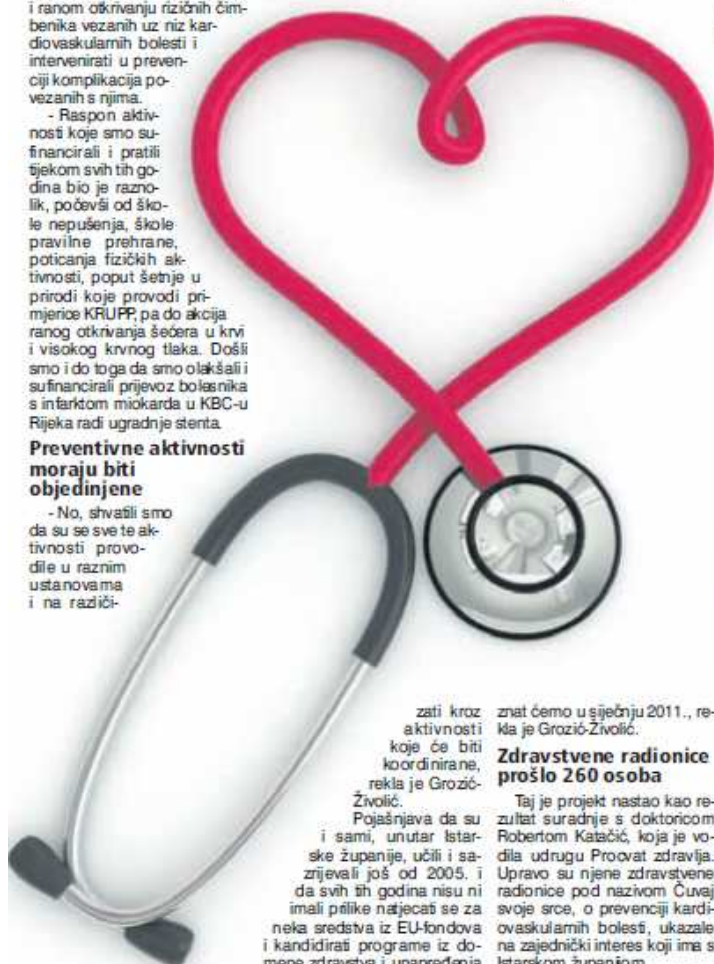 i ranom otkrivanju rizičnih čim-
benika vezanih uz niz kar-
diovaskularnih bolesti i
intervenirati u preven-
ciji komplikacija po-
vezanih s njima.
- Raspon aktiv-
nosti koje smo su-
financirali i pratili
tijekom svih tih go-
dina bio je razno-
lik, počevši od ško-
le nepušenja, škole
pravilne prehrane,
poticanja fizičkih ak-
tivnosti, poput šetnje u
prirodi koje provodi pri-
mjerice KRUPP, pa do akcija
ranog otkrivanja šećera u krvi
i visokog krvnog tlaka. Došli
smo i do toga da smo olakšali i
sufinancirali prijevoz bolesnika
s infarktom miokarda u KBC-u
Rijeka radi ugradnje stenta.
Preventivne aktivnosti
moraju biti
objedinjene
- No, shvatili smo
da su se sve te ak-
tivnosti provo-
dile u raznim
ustanovama
i na različi-
zati kroz
aktivnosti
koje će biti
koordinirane,
rekla je Grozić-
Živolić.
Pojašnjava da su
i sami, unutar Istar-
ske županije, učili i sa-
zrijevali još od 2005. i
da svih tih godina nisu ni
imali prilike natjecati se za
neka sredstva iz EU-fondova
i kandidirati programe iz do-
mene zdravstva i unapređenja
znat ćemo u siječnju 2011., re-
kla je Grozić-Živolić.
Zdravstvene radionice
prošlo 260 osoba
Taj je projekt nastao kao re-
zultat suradnje s doktoricom
Robertom Katačić, koja je vo-
dila udrugu Procvat zdravlja.
Upravo su njene zdravstvene
radionice pod nazivom Čuvaj
svoje srce, o prevenciji kardi-
ovaskularnih bolesti, ukazale
na zajednički interes koji ima s
Istarskom županijom.